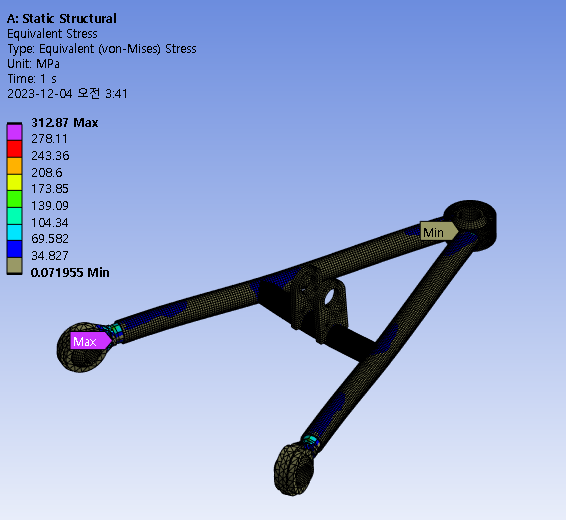 A: Static Structural
Equivalent Stress
Type: Equivalent (von-Mises) Stress
Unit: MPa
Time: 1 s
2023-12-04 오전 3:41
312.87 Max
278.11
243.36
208.6
173.85
139.09
104.34
69.582
34.827
0.071955 Min
Min
Max